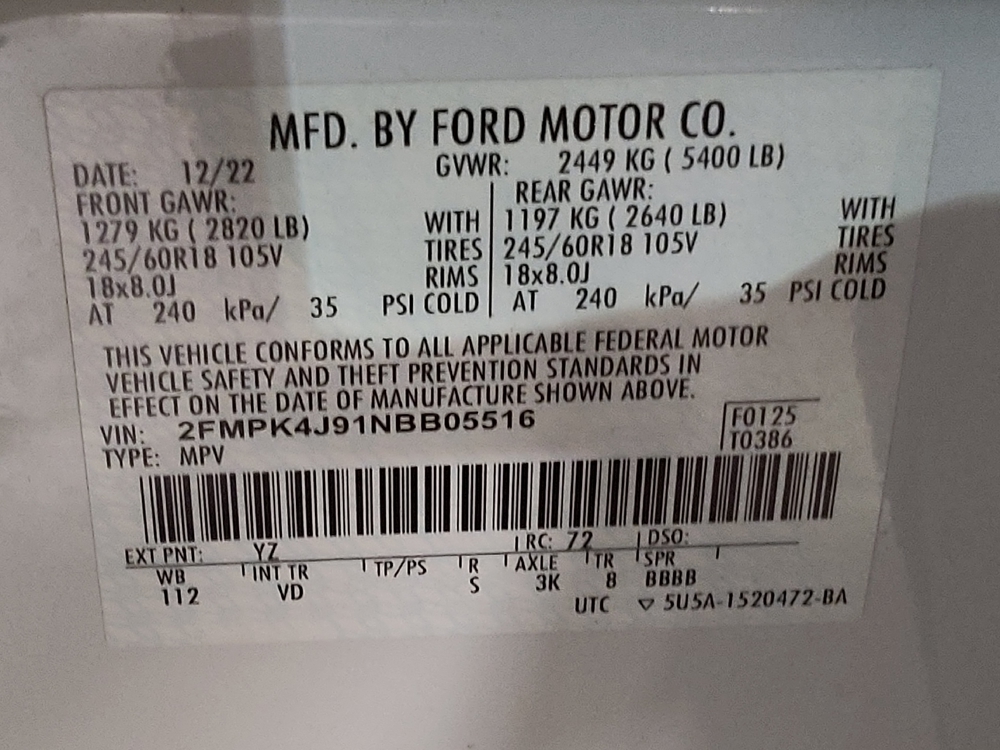 MFD. BY FORD MOTOR CO.
DATE: 12/22 GVWR: 2449 KG ( 5400 LB)
FRONT GAWR: REAR GAWR:
1279 KG ( 2820 LB) WITH 1197 KG ( 2640 LB) WITH
245/60R18 105V TIRES 245/60R18 105V TIRES
18x8.0J RIMS 18x8.0J RIMS
AT 240 kPa/ 35 PSI COLD AT 240 kPa/ 35 PSI COLD
THIS VEHICLE CONFORMS TO ALL APPLICABLE FEDERAL MOTOR
VEHICLE SAFETY AND THEFT PREVENTION STANDARDS IN
EFFECT ON THE DATE OF MANUFACTURE SHOWN ABOVE.
VIN: 2FMPK4J91NBB05516 F0125
TYPE: MPV T0386
EXT PNT: YZ RC: 72 DSO:
WB INT TR TP/PS R AXLE TR SPR
112 VD S 3K 8 BBBB
UTC ▽ 5U5A-1520472-BA